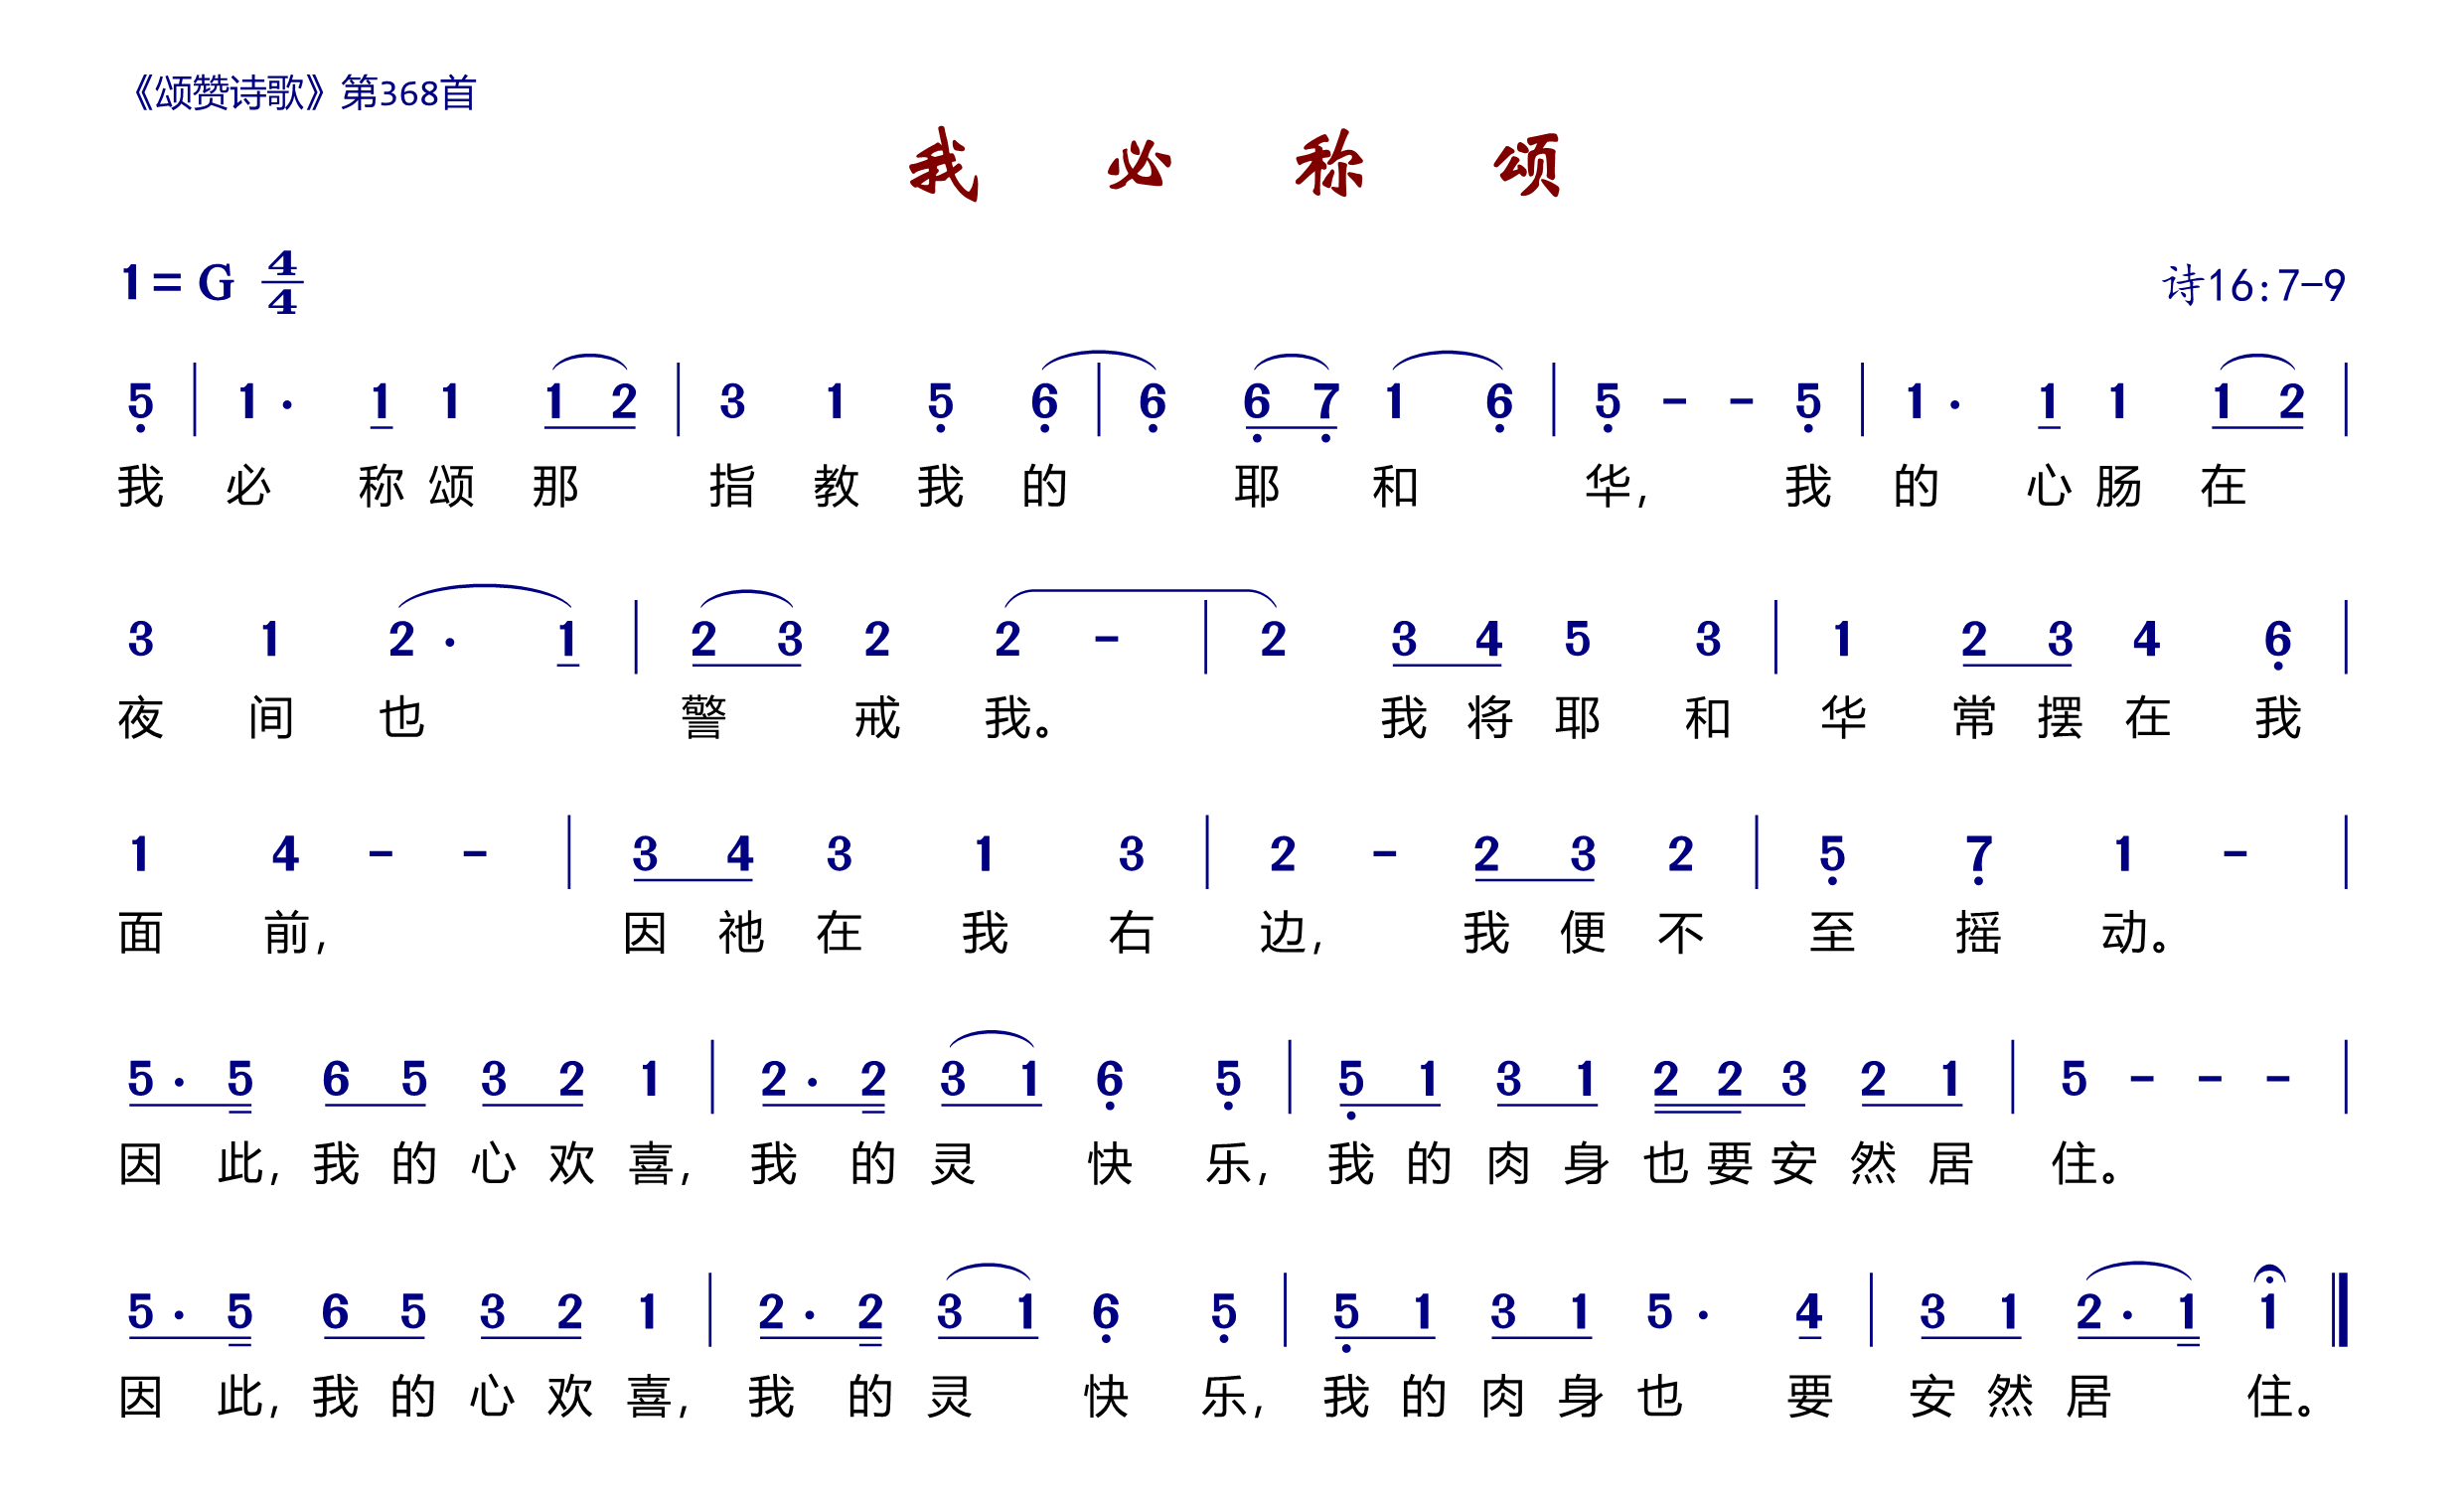 《颂赞诗歌》第368首
我 必 称 颂
1= G 4/4
诗16:7-9
5 | 1 · 1 1 1 2 | 3 1 5 6 | 6 6 7 1 6 | 5 - - 5 | 1 · 1 1 1 2 |
我 必 称颂 那 指 教 我 的 耶 和 华, 我 的 心肠 在
3 1 2 · 1 | 2 3 2 2 - | 2 3 4 5 3 | 1 2 3 4 6 |
夜 间 也 警 戒 我。 我 将 耶 和 华 常 摆 在 我
1 4 - - | 3 4 3 1 3 | 2 - 2 3 2 | 5 7 1 - |
面 前, 因 祂 在 我 右 边, 我 便 不 至 摇 动。
5 · 5 6 5 3 2 1 | 2 · 2 3 1 6 5 | 5 1 3 1 2 2 3 2 1 | 5 - - - |
因 此, 我 的 心 欢 喜, 我 的 灵 快 乐, 我 的 肉 身 也 要 安 然 居 住。
5 · 5 6 5 3 2 1 | 2 · 2 3 1 6 5 | 5 1 3 1 5 · 4 | 3 1 2 · 1 1 ‖
因 此, 我 的 心 欢 喜, 我 的 灵 快 乐, 我 的 肉 身 也 要 安 然 居 住。